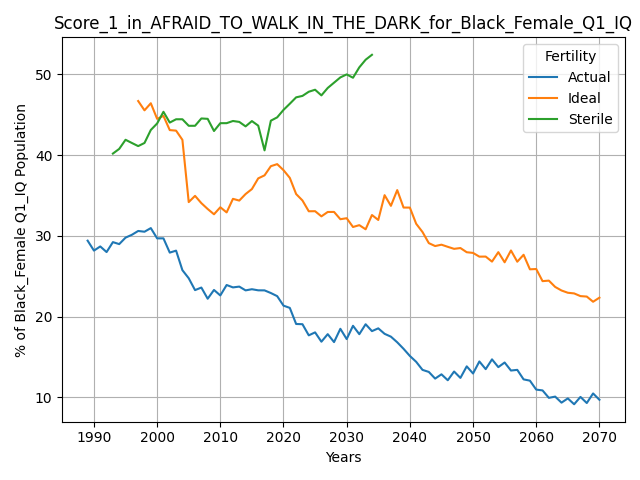 Score_1_in_AFRAID_TO_WALK_IN_THE_DARK_for_Black_Female_Q1_IQ
Fertility
Actual
Ideal
Sterile
% of Black_Female Q1_IQ Population
50
40
30
20
10
1990 2000 2010 2020 2030 2040 2050 2060 2070
Years